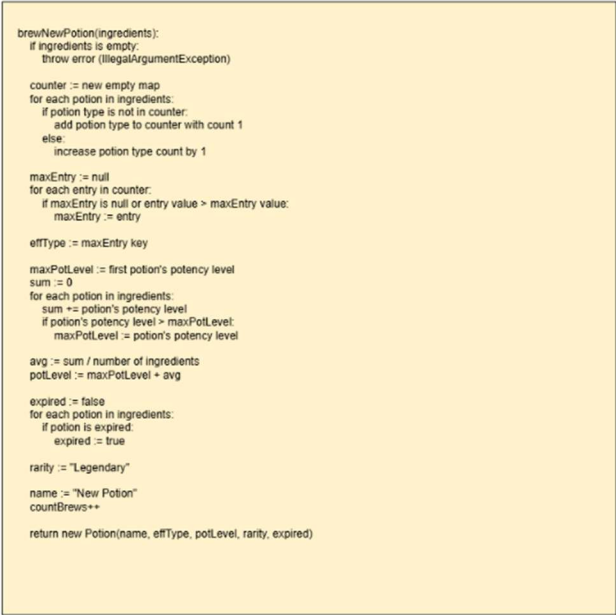 brewNewPotion(ingredients):
if ingredients is empty:
throw error (IllegalArgumentException)
counter := new empty map
for each potion in ingredients:
if potion type is not in counter:
add potion type to counter with count 1
else:
increase potion type count by 1
maxEntry := null
for each entry in counter:
if maxEntry is null or entry value > maxEntry value:
maxEntry := entry
effType := maxEntry key
maxPotLevel := first potion's potency level
sum := 0
for each potion in ingredients:
sum += potion's potency level
if potion's potency level > maxPotLevel:
maxPotLevel := potion's potency level
avg := sum / number of ingredients
potLevel := maxPotLevel + avg
expired := false
for each potion in ingredients:
if potion is expired:
expired := true
rarity := "Legendary"
name := "New Potion"
countBrews++
return new Potion(name, effType, potLevel, rarity, expired)